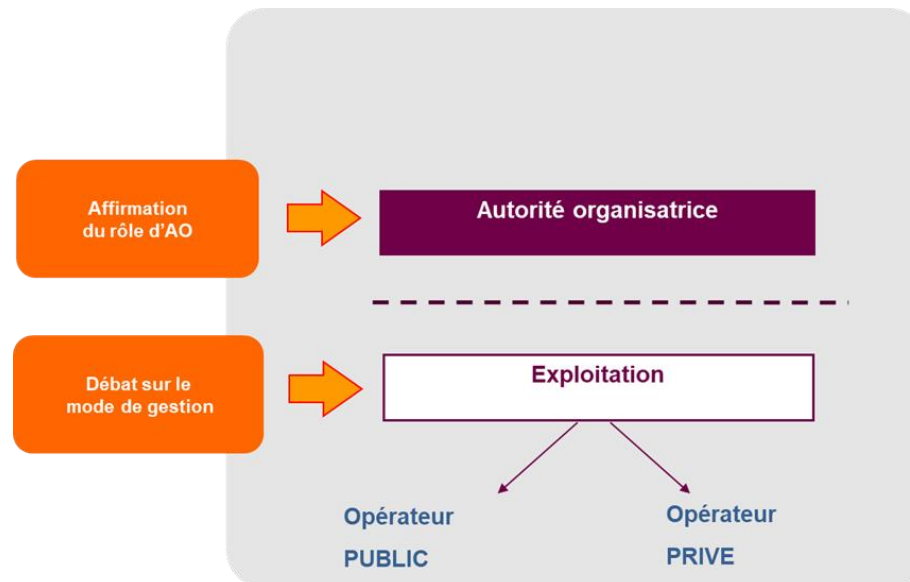 Affirmation
du rôle d'AO
Autorité organisatrice
Débat sur le
mode de gestion
Exploitation
Opérateur
PUBLIC
Opérateur
PRIVE